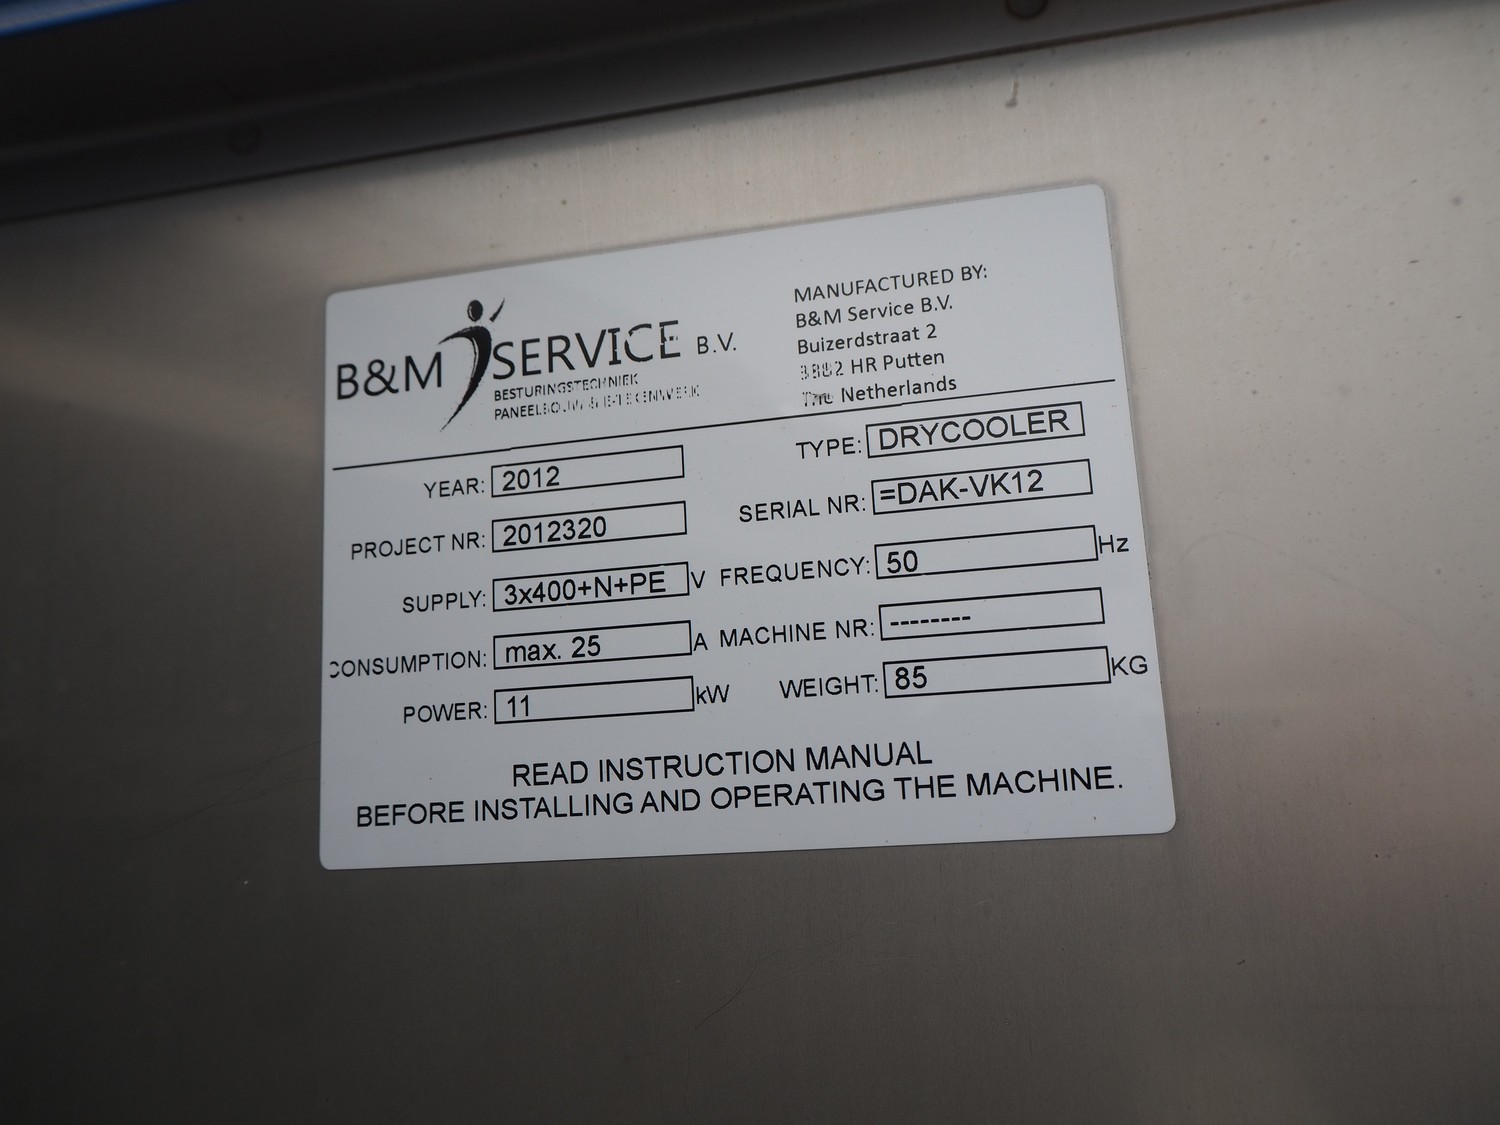 B&M SERVICE B.V.
BESTURINGSTECHNIEK
MANUFACTURED BY:
B&M Service B.V.
Buizerdstraat 2
HR Putten
The Netherlands
YEAR: 2012
TYPE: DRYCOOLER
PROJECT NR: 2012320
SERIAL NR: =DAK-VK12
SUPPLY: 3x400+N+PE V
FREQUENCY: 50 Hz
CONSUMPTION: max. 25 A
MACHINE NR: --------
POWER: 11 kW
WEIGHT: 85 KG
READ INSTRUCTION MANUAL
BEFORE INSTALLING AND OPERATING THE MACHINE.